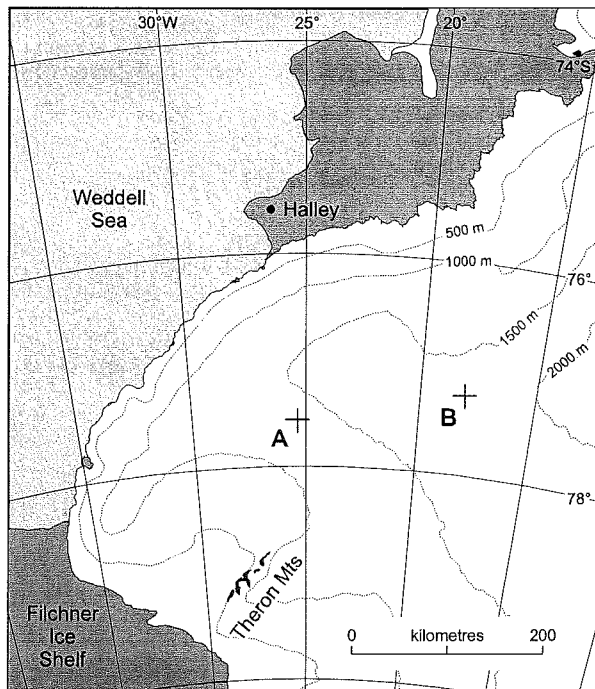 30°W 25° 20°
74°S
Weddell
Sea
Halley
500 m
1000 m
76°
1500 m
2000 m
A
B
78°
Theron Mts
Filchner
Ice
Shelf
0 kilometres 200